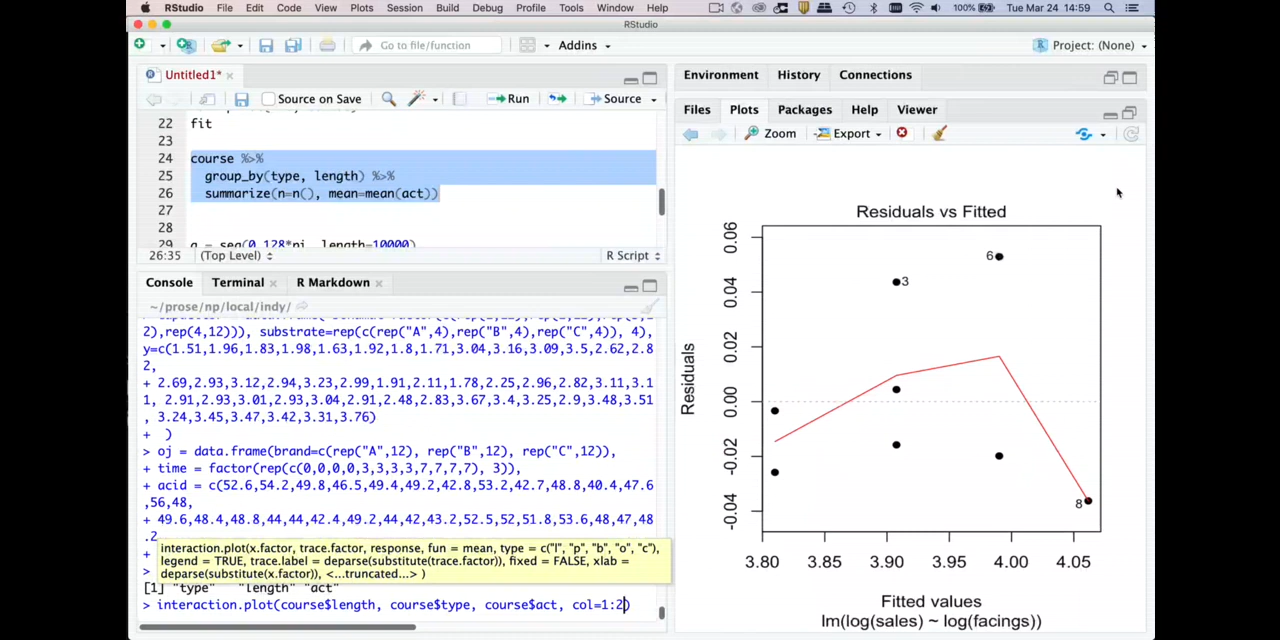 RStudio File Edit Code View Plots Session Build Debug Profile Tools Window Help 100% Tue Mar 24 14:59
RStudio
Go to file/function Addins Project: (None)
Untitled1*
Source on Save Run Source
22 fit
23
24 course %>%
25 group_by(type, length) %>%
26 summarize(n=n(), mean=mean(act))
27
28
29 g = seq(0,128*pi, length=10000)
26:35 (Top Level) R Script
Console Terminal R Markdown
~/prose/np/local/indy/
2),rep(4,12))), substrate=rep(c(rep("A",4),rep("B",4),rep("C",4)), 4),
y=c(1.51,1.96,1.83,1.98,1.63,1.92,1.8,1.71,3.04,3.16,3.09,3.5,2.62,2.8
2,
+ 2.69,2.93,3.12,2.94,3.23,2.99,1.91,2.11,1.78,2.25,2.96,2.82,3.11,3.1
1, 2.91,2.93,3.01,2.93,3.04,2.91,2.48,2.83,3.67,3.4,3.25,2.9,3.48,3.51
, 3.24,3.45,3.47,3.42,3.31,3.76)
+ )
> oj = data.frame(brand=c(rep("A",12), rep("B",12), rep("C",12)),
+ time = factor(rep(c(0,0,0,0,3,3,3,3,7,7,7,7), 3)),
+ acid = c(52.6,54.2,49.8,46.5,49.4,49.2,42.8,53.2,42.7,48.8,40.4,47.6
,56,48,
+ 49.6,48.4,48.8,44,44,42.4,49.2,44,42,43.2,52.5,52,51.8,53.6,48,47,48
.2
+ interaction.plot(x.factor, trace.factor, response, fun = mean, type = c("l", "p", "b", "o", "c"),
legend = TRUE, trace.label = deparse(substitute(trace.factor)), fixed = FALSE, xlab =
> deparse(substitute(x.factor)), <...truncated...> )
[1] "type" "length" "act"
> interaction.plot(course$length, course$type, course$act, col=1:2)
Environment History Connections
Files Plots Packages Help Viewer
Zoom Export
Residuals vs Fitted
0.06
0.04
0.02
0.00
-0.02
-0.04
Residuals
6
3
8
3.80 3.85 3.90 3.95 4.00 4.05
Fitted values
lm(log(sales) ~ log(facings))